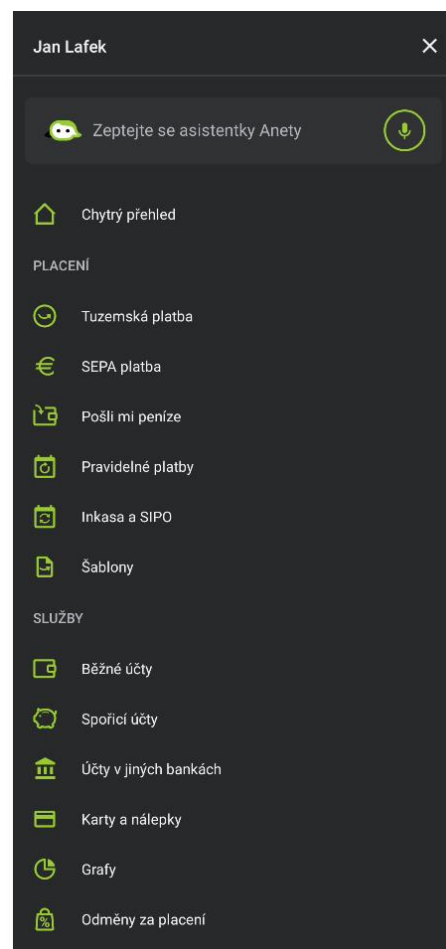 Jan Lafek
Zeptejte se asistentky Anety
Chytrý přehled
PLACENÍ
Tuzemská platba
SEPA platba
Pošli mi peníze
Pravidelné platby
Inkasa a SIPO
Šablony
SLUŽBY
Běžné účty
Spořicí účty
Účty v jiných bankách
Karty a nálepky
Grafy
Odměny za placení